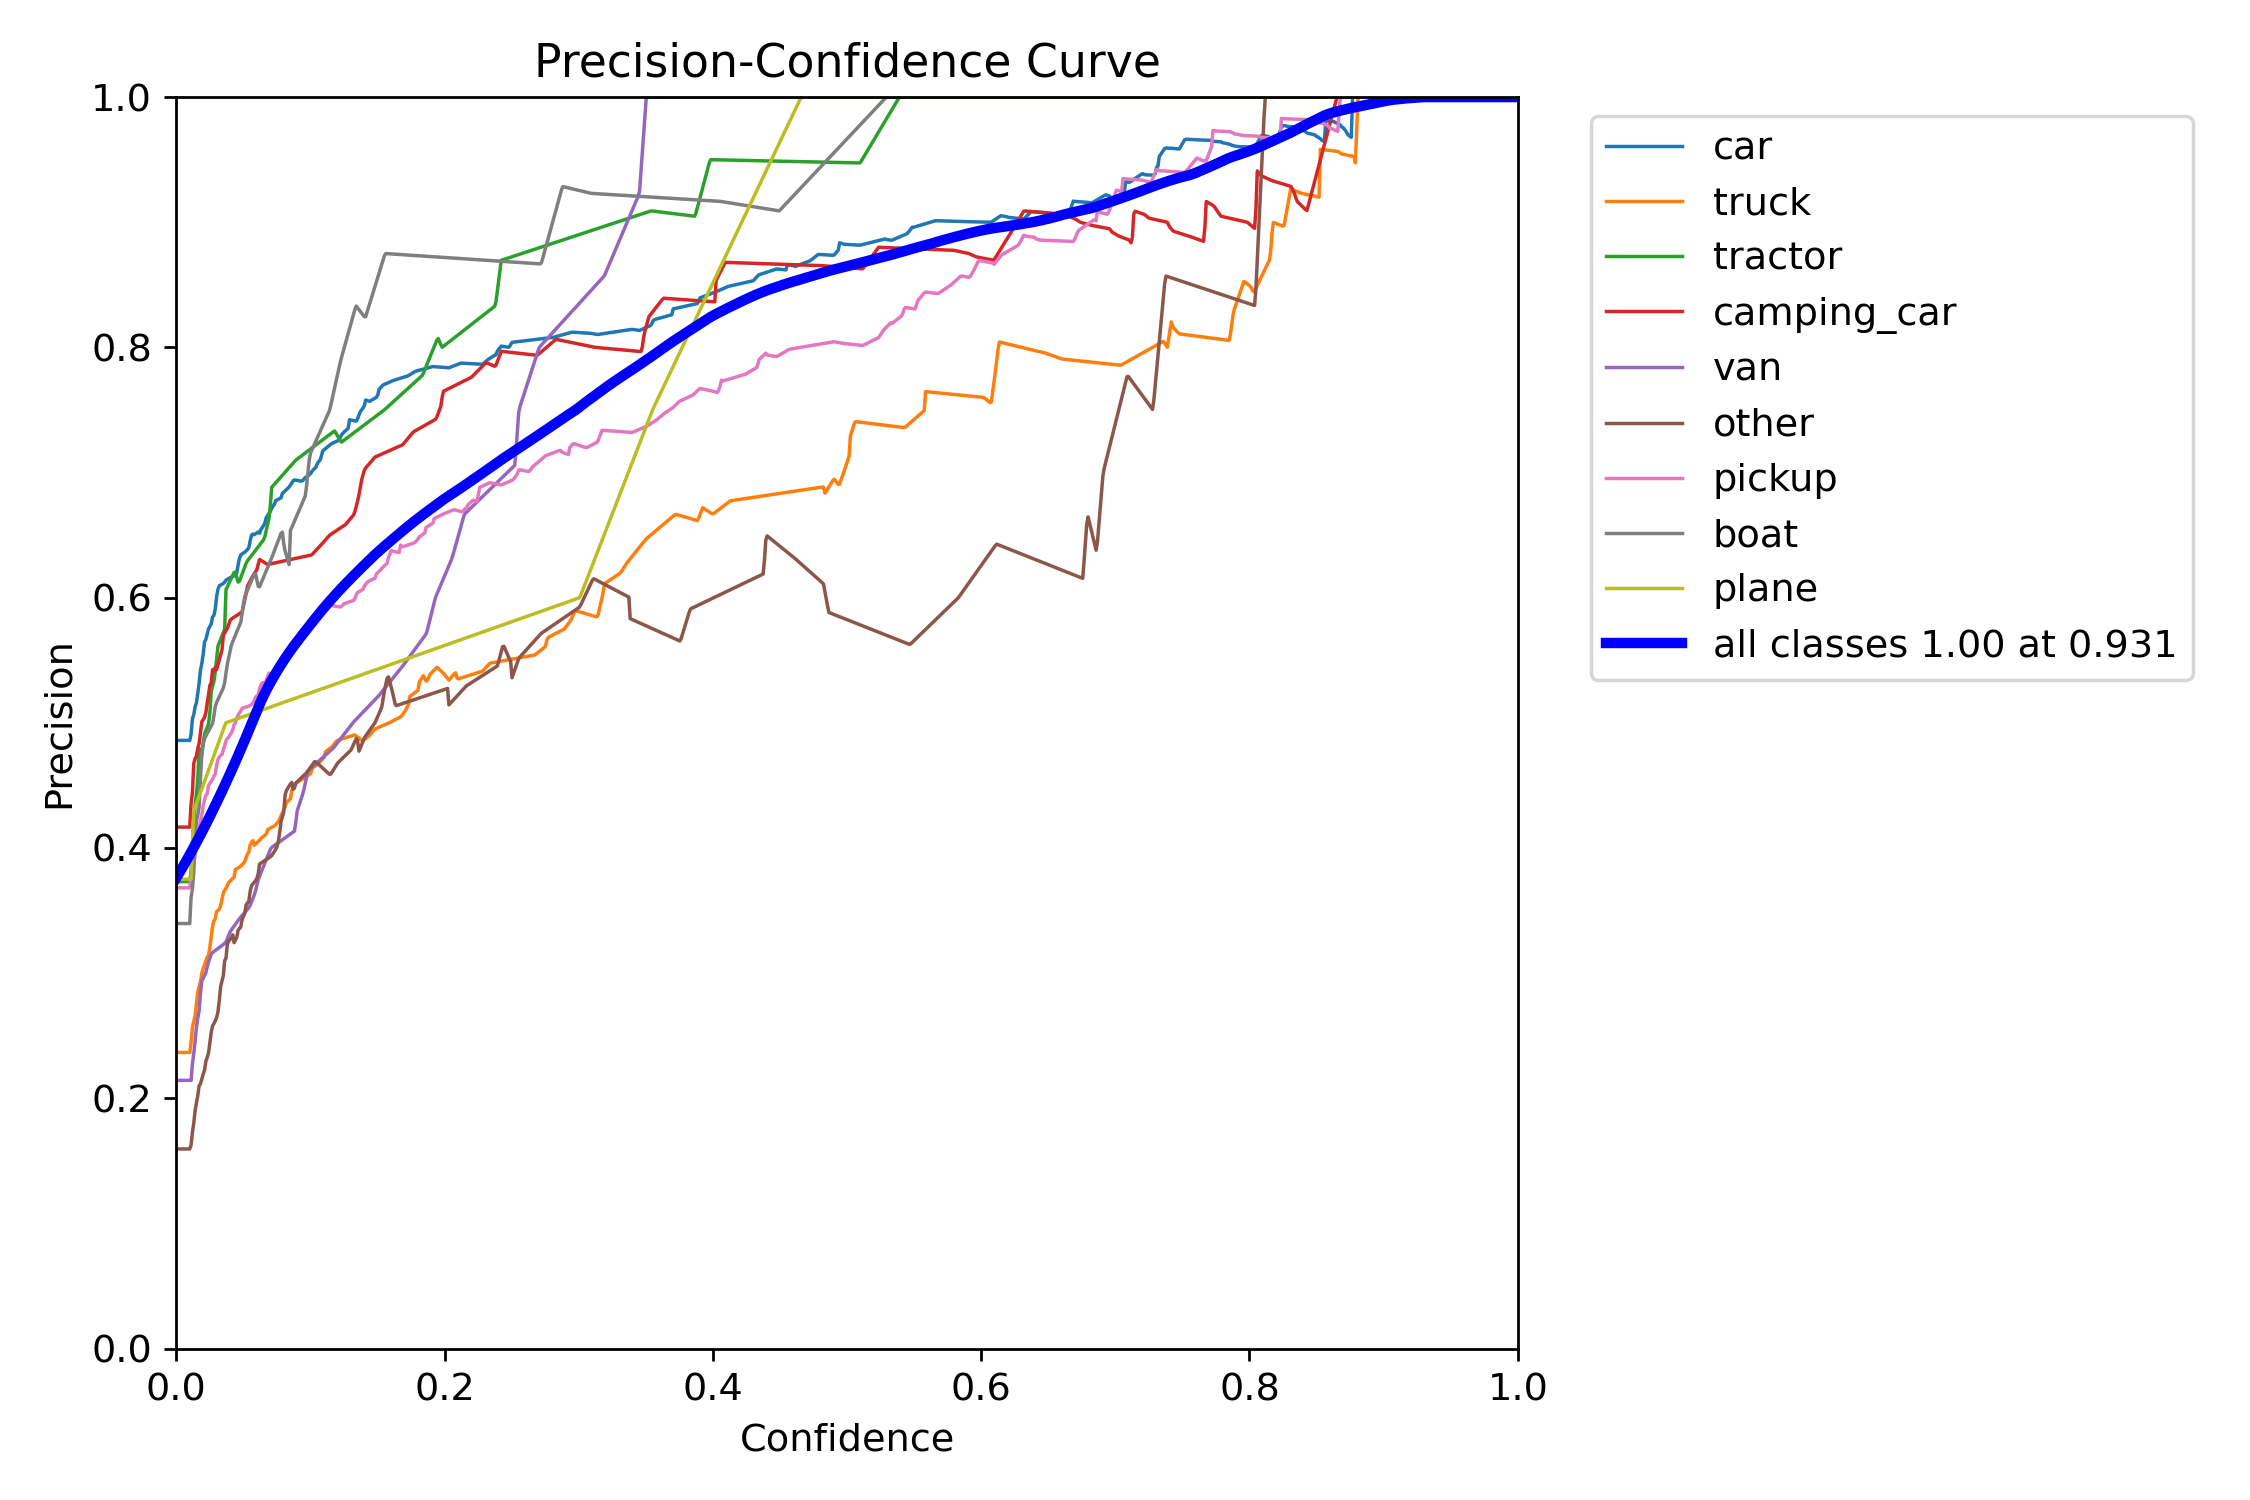 Precision-Confidence Curve
1.0
0.8
0.6
0.4
0.2
0.0
Precision
0.0 0.2 0.4 0.6 0.8 1.0
Confidence
car
truck
tractor
camping_car
van
other
pickup
boat
plane
all classes 1.00 at 0.931